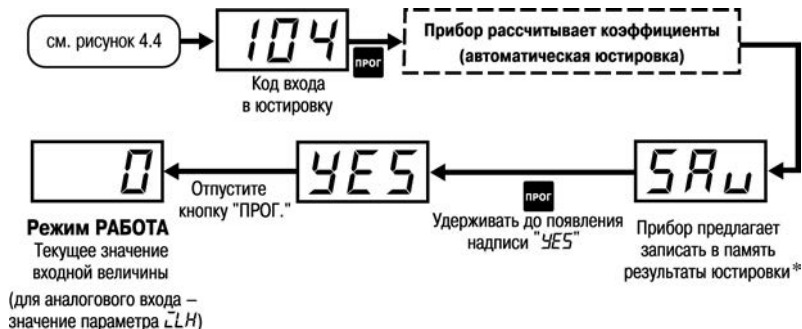 см. рисунок 4.4
104
ПРОГ
Код входа
в юстировку
Прибор рассчитывает коэффициенты
(автоматическая юстировка)
SAu
Прибор предлагает
записать в память
результаты юстировки*
ПРОГ
Удерживать до появления
надписи "YES"
YES
Отпустите
кнопку "ПРОГ."
0
Режим РАБОТА
Текущее значение
входной величины
(для аналогового входа –
значение параметра